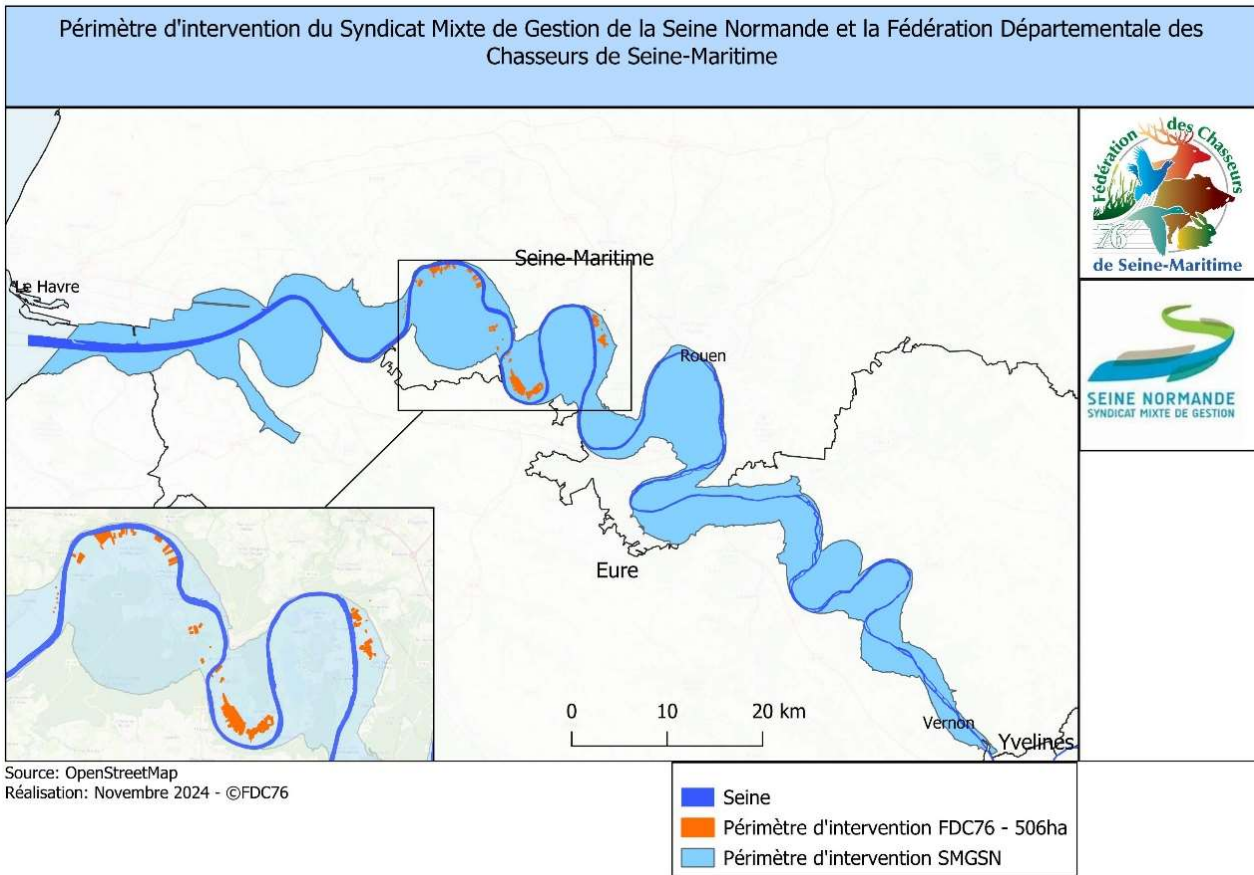 Périmètre d'intervention du Syndicat Mixte de Gestion de la Seine Normande et la Fédération Départementale des
Chasseurs de Seine-Maritime
Fédération des Chasseurs
76
de Seine-Maritime
Seine-Maritime
Le Havre
Rouen
SEINE NORMANDE
SYNDICAT MIXTE DE GESTION
Eure
0 10 20 km
Vernon
Yvelines
Source: OpenStreetMap
Réalisation: Novembre 2024 - ©FDC76
Seine
Périmètre d'intervention FDC76 - 506ha
Périmètre d'intervention SMGSN